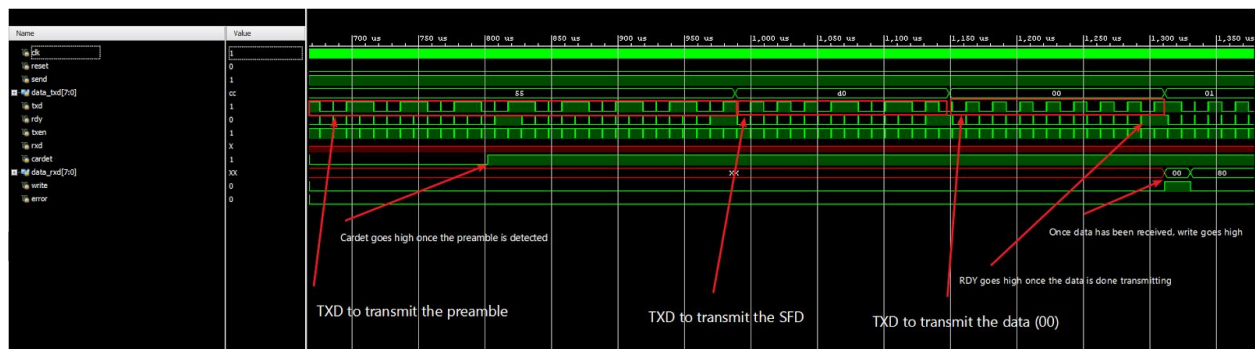 Name Value
700 us 750 us 800 us 850 us 900 us 950 us 1,000 us 1,050 us 1,100 us 1,150 us 1,200 us 1,250 us 1,300 us 1,350 us
clk 1
reset 0
send 1
data_txd[7:0] cc 55 d0 00 01
txd 1
rdy 0
txen 1
rxd X
cardet 1
data_rxd[7:0] XX XX 00 80
write 0
error 0
Cardet goes high once the preamble is detected
Once data has been received, write goes high
RDY goes high once the data is done transmitting
TXD to transmit the preamble
TXD to transmit the SFD
TXD to transmit the data (00)